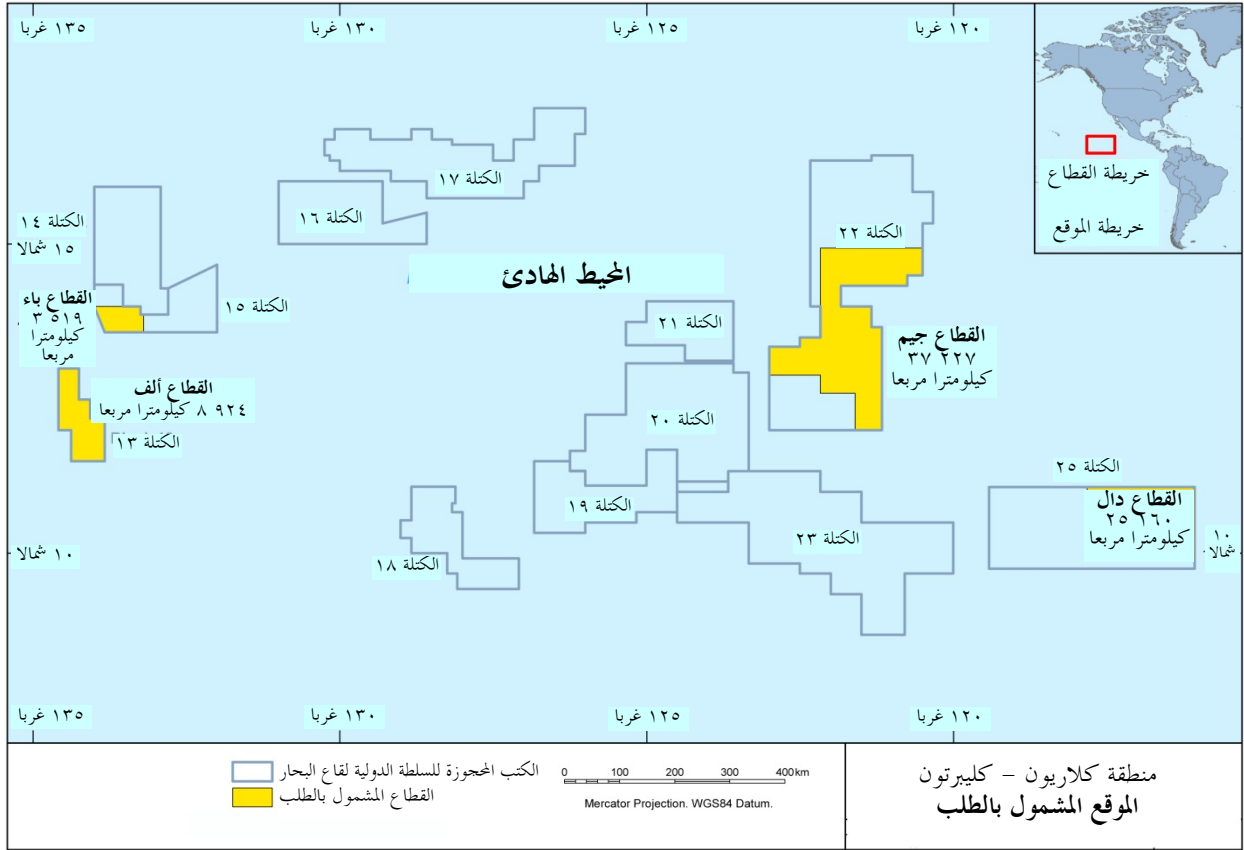 ١٣٥ غربا
١٣٠ غربا
١٢٥ غربا
١٢٠ غربا
خريطة القطاع
خريطة الموقع
الكتلة ١٧
الكتلة ١٦
الكتلة ١٤
١٥ شمالا
الكتلة ٢٢
المحيط الهادئ
القطاع باء
٣ ٥١٩
كيلومترا
مربعا
الكتلة ١٥
الكتلة ٢١
القطاع جيم
٣٧ ٢٢٧
كيلومترا مربعا
القطاع ألف
٨ ٩٢٤ كيلومترا مربعا
الكتلة ١٣
الكتلة ٢٠
الكتلة ٢٥
القطاع دال
٢٥ ١٦٠
كيلومترا مربعا
الكتلة ١٩
الكتلة ٢٣
١٠
شمالا
١٠ شمالا
الكتلة ١٨
١٣٥ غربا
١٣٠ غربا
١٢٥ غربا
١٢٠ غربا
منطقة كلاريون – كليبرتون
الموقع المشمول بالطلب
0 100 200 300 400km
Mercator Projection. WGS84 Datum.
الكتب المحجوزة للسلطة الدولية لقاع البحار
القطاع المشمول بالطلب